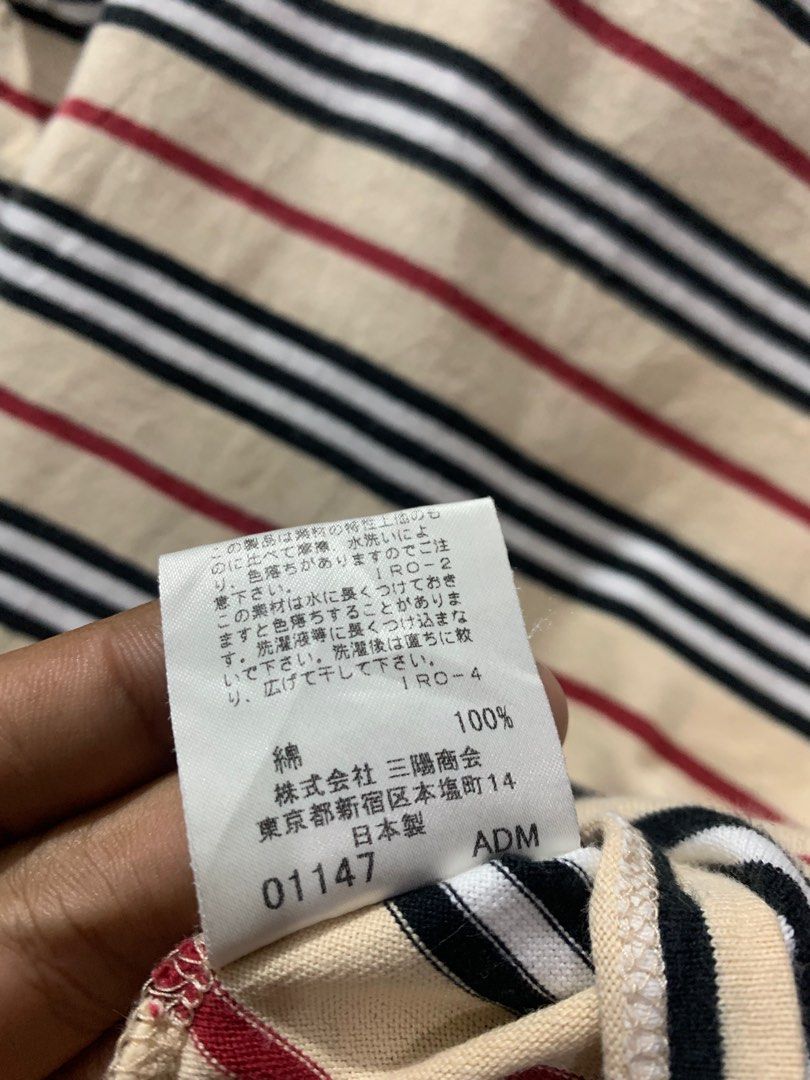 この製品は素材の特性上他のも
のに比べて摩擦、水洗いによ
り、色落ちがありますのでご注
意下さい。 IRO-2
この素材は水に長くつけておき
ますと色落ちすることがありま
す。洗濯液等に長くつけ込まな
いで下さい。洗濯後は直ちに絞
り、広げて干して下さい。
IRO-4
綿 100%
株式会社 三陽商会
東京都新宿区本塩町14
日本製
01147 ADM